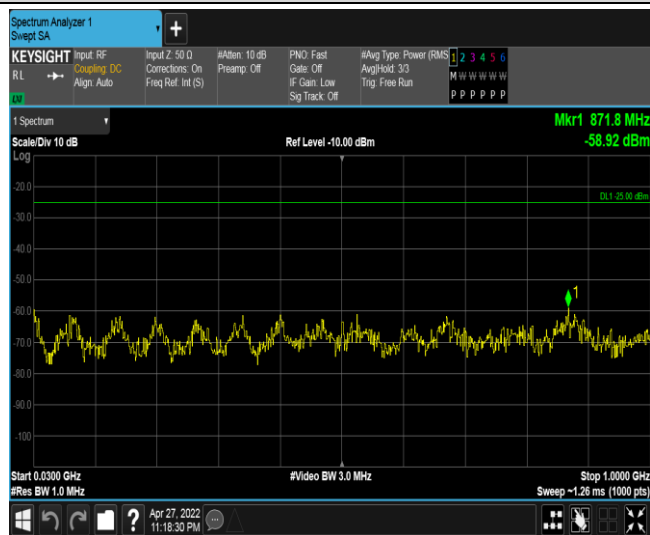 Spectrum Analyzer 1
Swept SA
+
KEYSIGHT
RL
Input: RF
Coupling: DC
Align: Auto
Input Z: 50 Ω
Corrections: On
Freq Ref: Int (S)
#Atten: 10 dB
Preamp: Off
PNO: Fast
Gate: Off
IF Gain: Low
Sig Track: Off
#Avg Type: Power (RMS
Avg|Hold: 3/3
Trig: Free Run
1 2 3 4 5 6
M W W W W W
P P P P P P
1 Spectrum
Mkr1 871.8 MHz
-58.92 dBm
Scale/Div 10 dB
Ref Level -10.00 dBm
Log
-20.0
DL1 -25.00 dBm
-30.0
-40.0
-50.0
1
-60.0
-70.0
-80.0
-90.0
-100
Start 0.0300 GHz
#Video BW 3.0 MHz
Stop 1.0000 GHz
#Res BW 1.0 MHz
Sweep ~1.26 ms (1000 pts)
?
Apr 27, 2022
11:18:30 PM